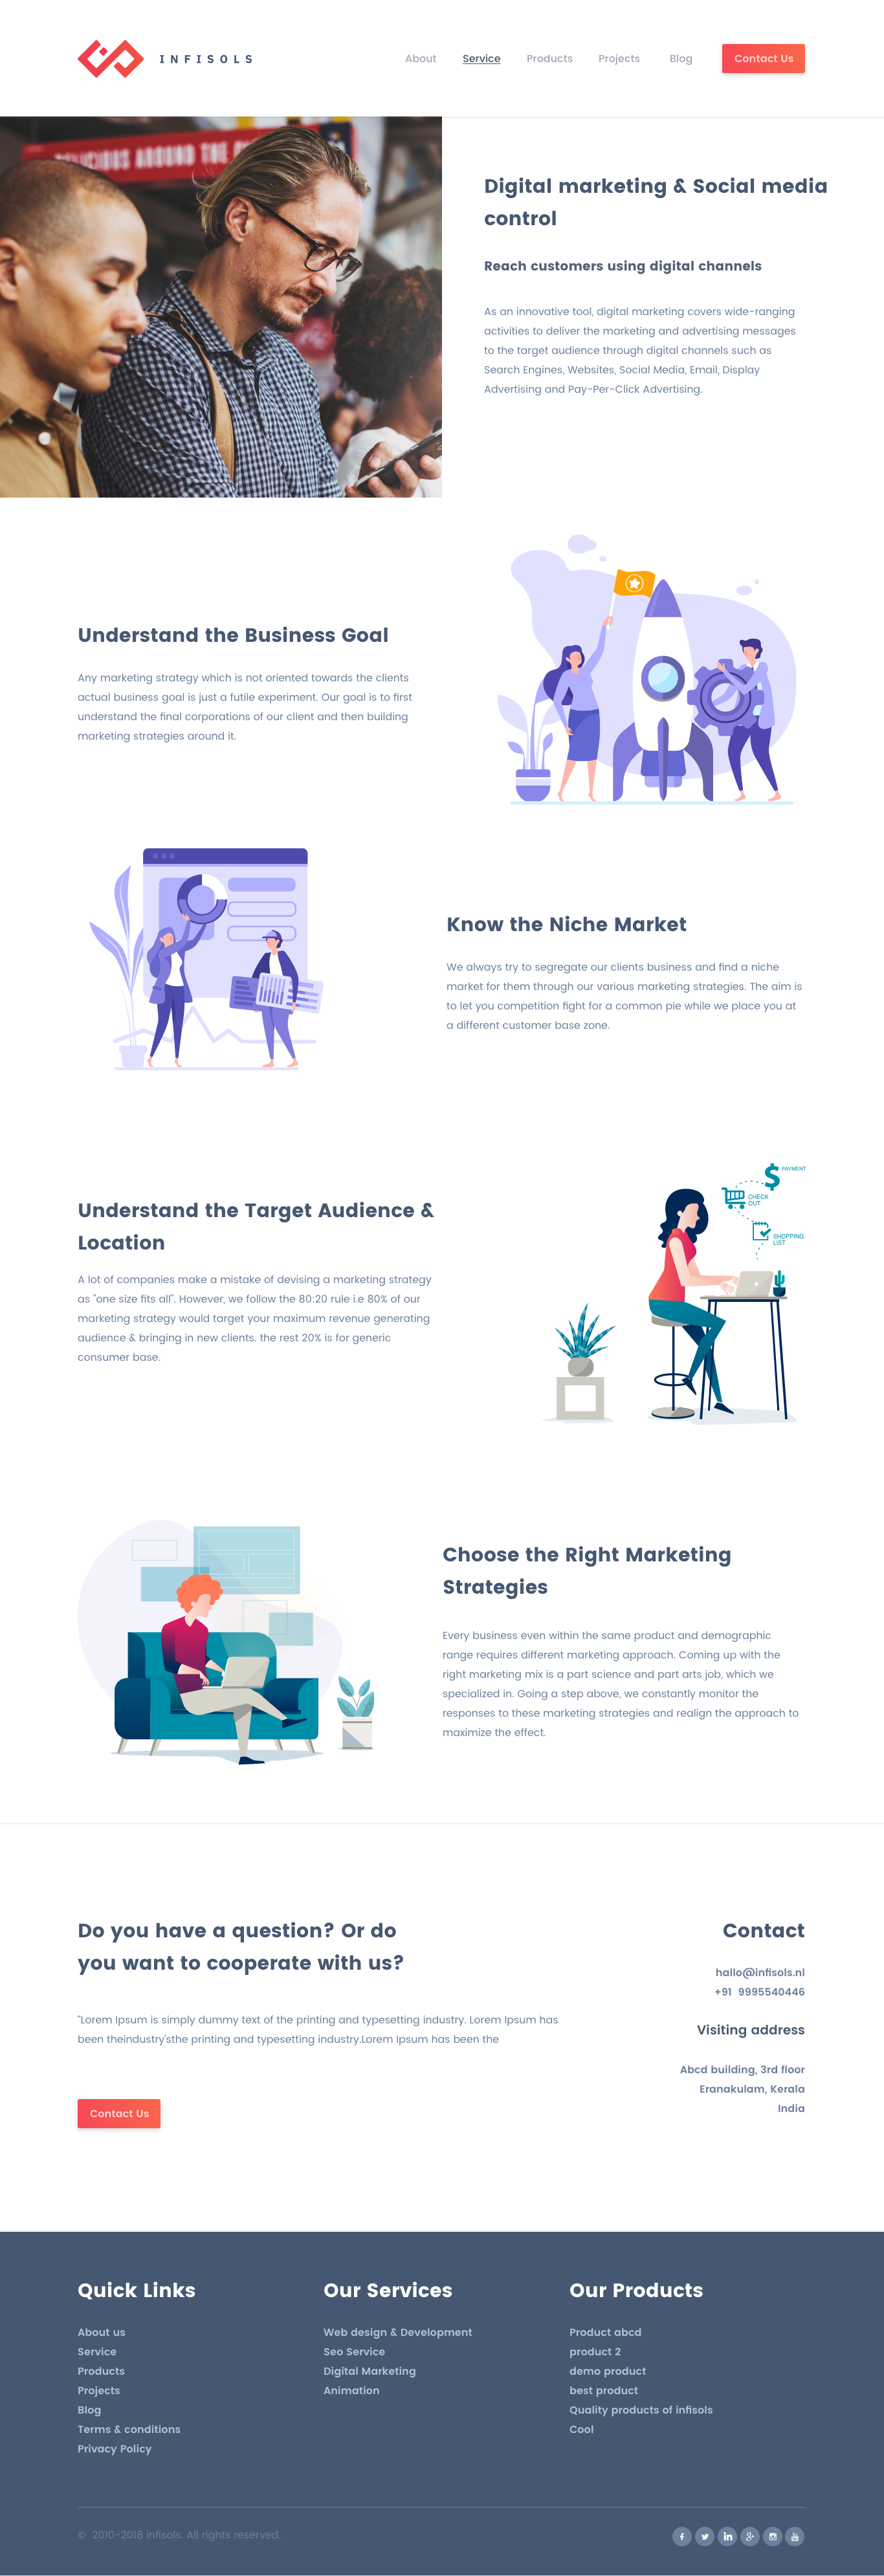 INFISOLS
About Service Products Projects Blog Contact Us
DELICIOUS AROUND THE
Digital marketing & Social media
control
Reach customers using digital channels
As an innovative tool, digital marketing covers wide-ranging
activities to deliver the marketing and advertising messages
to the target audience through digital channels such as
Search Engines, Websites, Social Media, Email, Display
Advertising and Pay-Per-Click Advertising.
Understand the Business Goal
Any marketing strategy which is not oriented towards the clients
actual business goal is just a futile experiment. Our goal is to first
understand the final corporations of our client and then building
marketing strategies around it.
Know the Niche Market
We always try to segregate our clients business and find a niche
market for them through our various marketing strategies. The aim is
to let you competition fight for a common pie while we place you at
a different customer base zone.
$ PAYMENT
CHECK
OUT
SHOPPING
LIST
Understand the Target Audience &
Location
A lot of companies make a mistake of devising a marketing strategy
as "one size fits all". However, we follow the 80:20 rule i.e 80% of our
marketing strategy would target your maximum revenue generating
audience & bringing in new clients. the rest 20% is for generic
consumer base.
Choose the Right Marketing
Strategies
Every business even within the same product and demographic
range requires different marketing approach. Coming up with the
right marketing mix is a part science and part arts job, which we
specialized in. Going a step above, we constantly monitor the
responses to these marketing strategies and realign the approach to
maximize the effect.
Do you have a question? Or do
you want to cooperate with us?
"Lorem Ipsum is simply dummy text of the printing and typesetting industry. Lorem Ipsum has
been theindustry'sthe printing and typesetting industry.Lorem Ipsum has been the
Contact Us
Contact
hallo@infisols.nl
+91 9995540446
Visiting address
Abcd building, 3rd floor
Eranakulam, Kerala
India
Quick Links
About us
Service
Products
Projects
Blog
Terms & conditions
Privacy Policy
Our Services
Web design & Development
Seo Service
Digital Marketing
Animation
Our Products
Product abcd
product 2
demo product
best product
Quality products of infisols
Cool
© 2010-2018 infisols. All rights reserved.